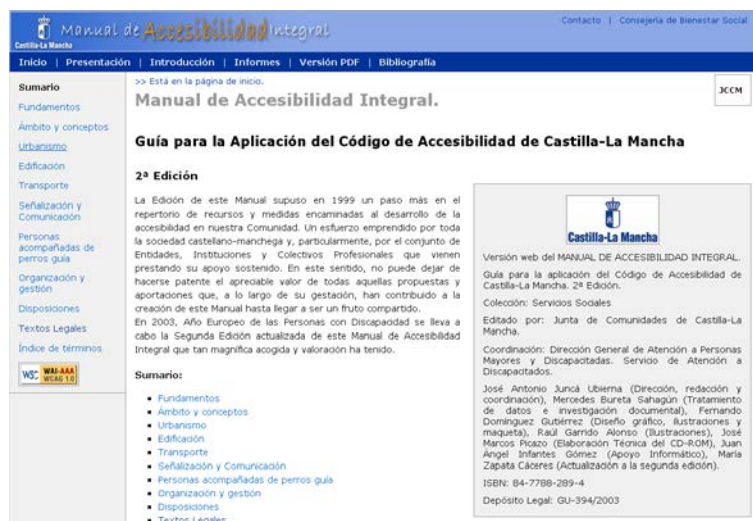 Castilla-La Mancha
Manual de Accesibilidad Integral
Contacto | Consejería de Bienestar Social
Inicio | Presentación | Introducción | Informes | Versión PDF | Bibliografía
Sumario
Fundamentos
Ámbito y conceptos
Urbanismo
Edificación
Transporte
Señalización y
Comunicación
Personas
acompañadas de
perros guía
Organización y
gestión
Disposiciones
Textos Legales
Índice de términos
W3C WAI-AAA
WCAG 1.0
>> Está en la página de inicio.
Manual de Accesibilidad Integral.
JCCM
Guía para la Aplicación del Código de Accesibilidad de Castilla-La Mancha
2ª Edición
La Edición de este Manual supuso en 1999 un paso más en el
repertorio de recursos y medidas encaminadas al desarrollo de la
accesibilidad en nuestra Comunidad. Un esfuerzo emprendido por toda
la sociedad castellano-manchega y, particularmente, por el conjunto de
Entidades, Instituciones y Colectivos Profesionales que vienen
prestando su apoyo sostenido. En este sentido, no puede dejar de
hacerse patente el apreciable valor de todas aquellas propuestas y
aportaciones que, a lo largo de su gestación, han contribuido a la
creación de este Manual hasta llegar a ser un fruto compartido.
En 2003, Año Europeo de las Personas con Discapacidad se lleva a
cabo la Segunda Edición actualizada de este Manual de Accesibilidad
Integral que tan magnífica acogida y valoración ha tenido.
Sumario:
Fundamentos
Ámbito y conceptos
Urbanismo
Edificación
Transporte
Señalización y Comunicación
Personas acompañadas de perros guía
Organización y gestión
Disposiciones
Textos Legales
Castilla-La Mancha
Versión web del MANUAL DE ACCESIBILIDAD INTEGRAL.
Guía para la aplicación del Código de Accesibilidad de
Castilla-La Mancha. 2ª Edición.
Colección: Servicios Sociales
Editado por: Junta de Comunidades de Castilla-La
Mancha.
Coordinación: Dirección General de Atención a Personas
Mayores y Discapacitadas. Servicio de Atención a
Discapacitados.
José Antonio Juncá Ubierna (Dirección, redacción y
coordinación), Mercedes Bureta Sahagún (Tratamiento
de datos e investigación documental), Fernando
Domínguez Gutiérrez (Diseño gráfico, ilustraciones y
maqueta), Raúl Garrido Alonso (Ilustraciones), José
Marcos Picazo (Elaboración Técnica del CD-ROM), Juan
Angel Infantes Gómez (Apoyo Informático), María
Zapata Cáceres (Actualización a la segunda edición).
ISBN: 84-7788-289-4
Depósito Legal: GU-394/2003